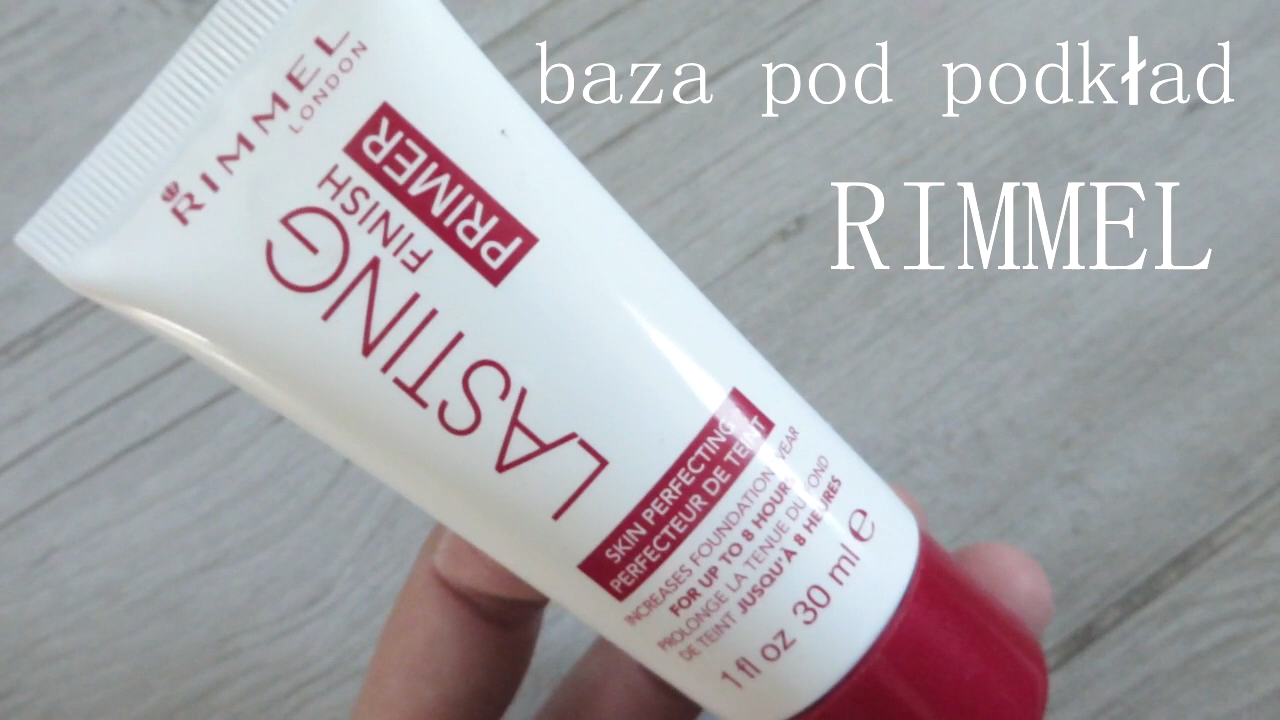 baza pod podkład
RIMMEL
RIMMEL
LONDON
LASTING
FINISH
PRIMER
SKIN PERFECTING
PERFECTEUR DE TEINT
INCREASES FOUNDATION WEAR
FOR UP TO 8 HOURS
PROLONGE LA TENUE DU FOND
DE TEINT JUSQU'À 8 HEURES
1 fl oz 30 ml e